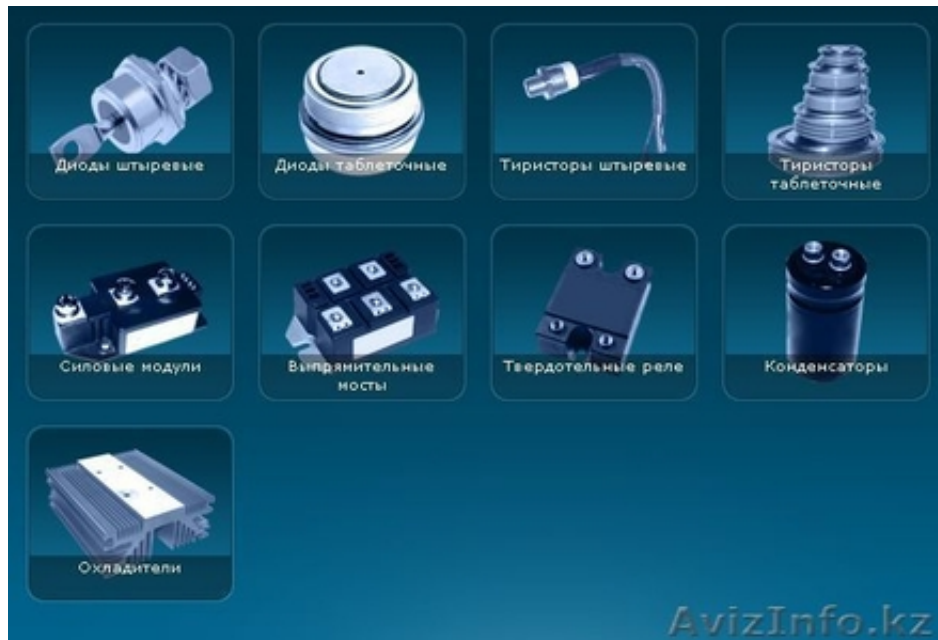 Диоды штыревые
Диоды таблеточные
Тиристоры штыревые
Тиристоры
таблеточные
Силовые модули
Выпрямительные
мосты
Твердотельные реле
Конденсаторы
Охладители
AvizInfo.kz